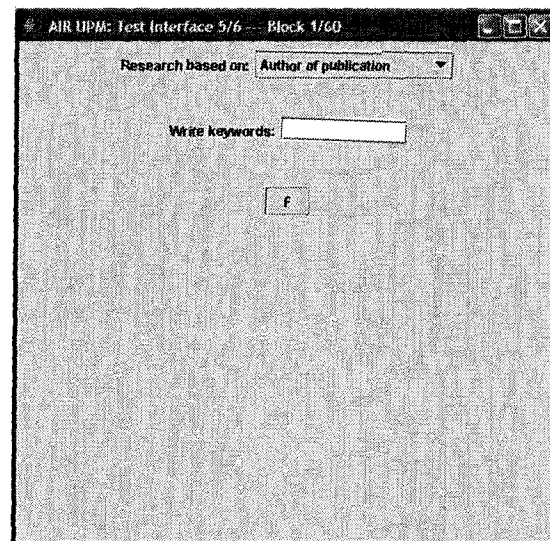 AIR UPM: Test Interface 5/6 --- Block 1/60
Research based on: Author of publication
Write keywords:
F